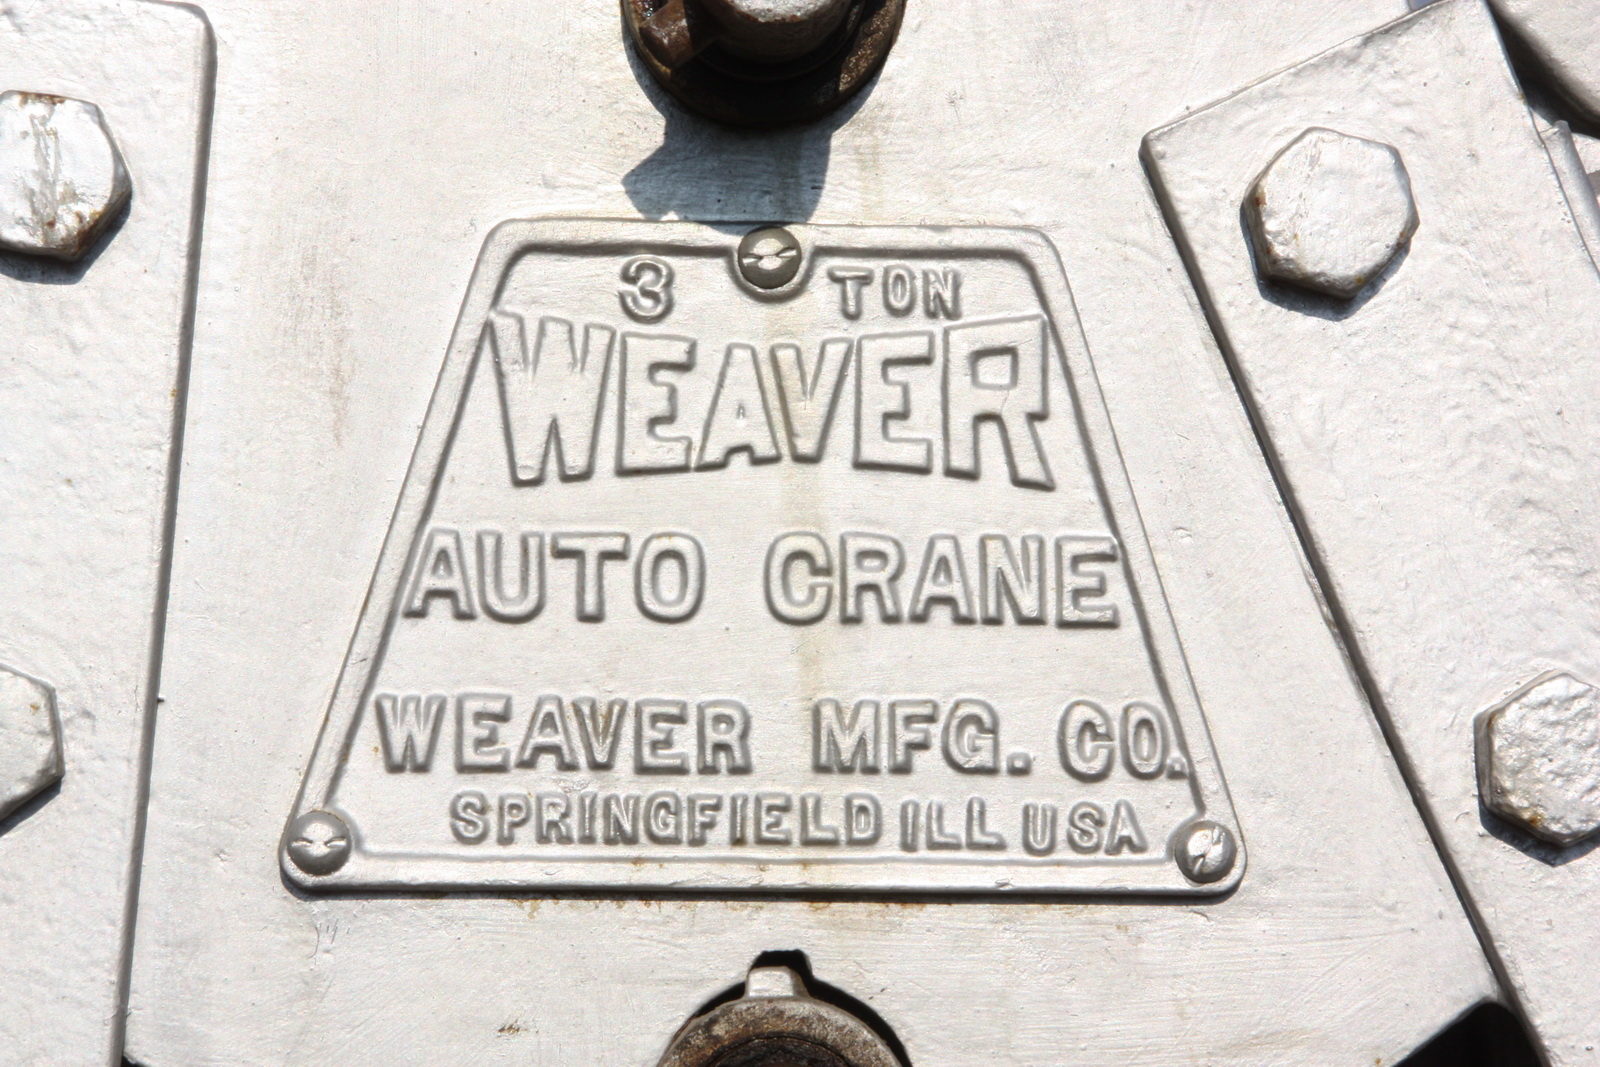 3 TON
WEAVER
AUTO CRANE
WEAVER MFG. CO.
SPRINGFIELD ILL USA